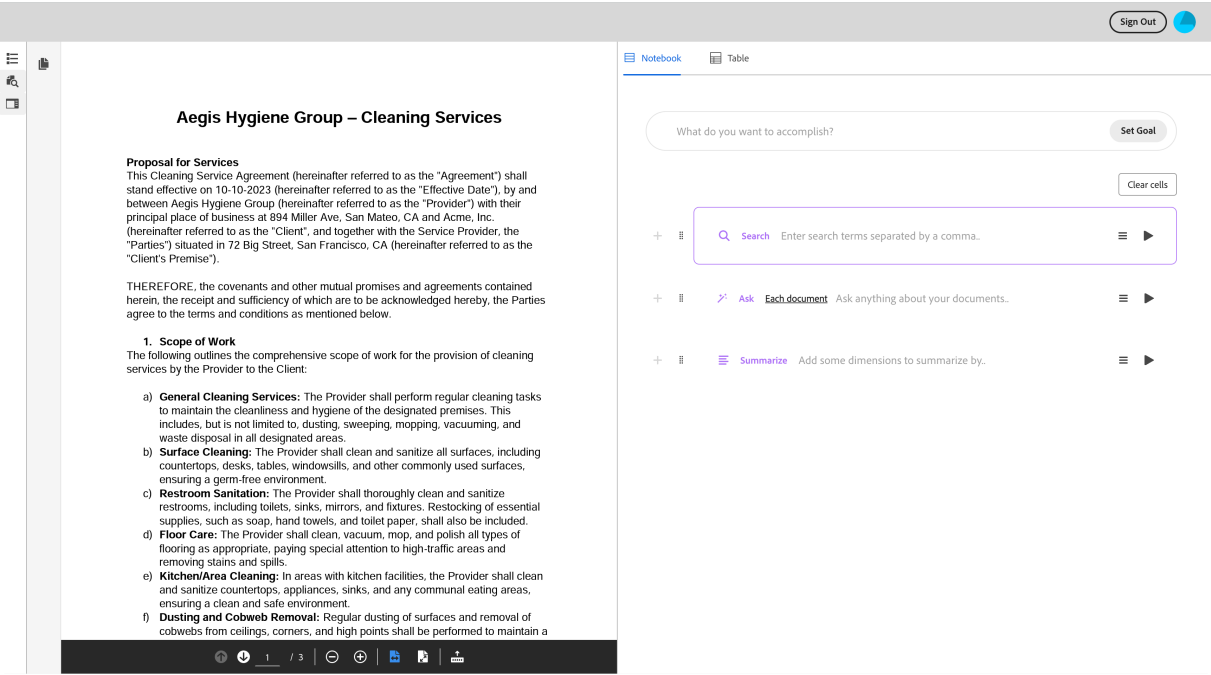 Sign Out
Notebook
Table
Aegis Hygiene Group – Cleaning Services
Proposal for Services
This Cleaning Service Agreement (hereinafter referred to as the "Agreement") shall
stand effective on 10-10-2023 (hereinafter referred to as the "Effective Date"), by and
between Aegis Hygiene Group (hereinafter referred to as the "Provider") with their
principal place of business at 894 Miller Ave, San Mateo, CA and Acme, Inc.
(hereinafter referred to as the "Client", and together with the Service Provider, the
"Parties") situated in 72 Big Street, San Francisco, CA (hereinafter referred to as the
"Client's Premise").
THEREFORE, the covenants and other mutual promises and agreements contained
herein, the receipt and sufficiency of which are to be acknowledged hereby, the Parties
agree to the terms and conditions as mentioned below.
1. Scope of Work
The following outlines the comprehensive scope of work for the provision of cleaning
services by the Provider to the Client:
a) General Cleaning Services: The Provider shall perform regular cleaning tasks
to maintain the cleanliness and hygiene of the designated premises. This
includes, but is not limited to, dusting, sweeping, mopping, vacuuming, and
waste disposal in all designated areas.
b) Surface Cleaning: The Provider shall clean and sanitize all surfaces, including
countertops, desks, tables, windowsills, and other commonly used surfaces,
ensuring a germ-free environment.
c) Restroom Sanitation: The Provider shall thoroughly clean and sanitize
restrooms, including toilets, sinks, mirrors, and fixtures. Restocking of essential
supplies, such as soap, hand towels, and toilet paper, shall also be included.
d) Floor Care: The Provider shall clean, vacuum, mop, and polish all types of
flooring as appropriate, paying special attention to high-traffic areas and
removing stains and spills.
e) Kitchen/Area Cleaning: In areas with kitchen facilities, the Provider shall clean
and sanitize countertops, appliances, sinks, and any communal eating areas,
ensuring a clean and safe environment.
f) Dusting and Cobweb Removal: Regular dusting of surfaces and removal of
cobwebs from ceilings, corners, and high points shall be performed to maintain a
1 / 3
What do you want to accomplish?
Set Goal
Clear cells
Search Enter search terms separated by a comma..
Ask Each document Ask anything about your documents..
Summarize Add some dimensions to summarize by..